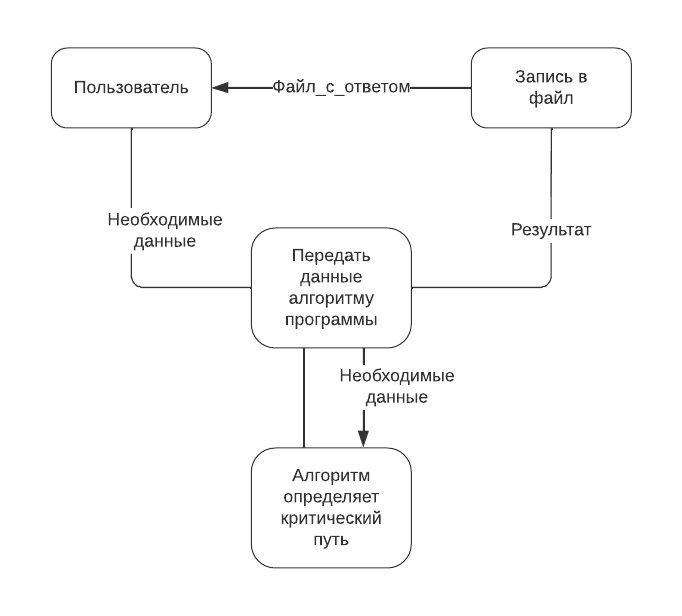 Пользователь
Файл_с_ответом
Запись в
файл
Необходимые
данные
Результат
Передать
данные
алгоритму
программы
Необходимые
данные
Алгоритм
определяет
критический
путь